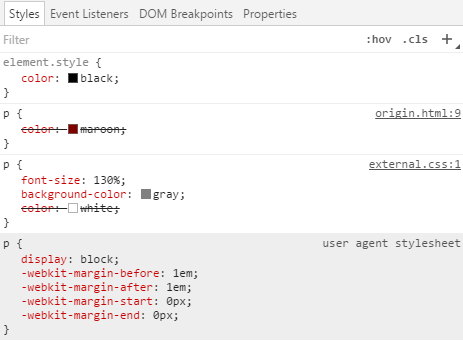 Styles Event Listeners DOM Breakpoints Properties
Filter :hov .cls +
element.style {
color: black;
}
p { origin.html:9
color: maroon;
}
p { external.css:1
font-size: 130%;
background-color: gray;
color: white;
}
p { user agent stylesheet
display: block;
-webkit-margin-before: 1em;
-webkit-margin-after: 1em;
-webkit-margin-start: 0px;
-webkit-margin-end: 0px;
}